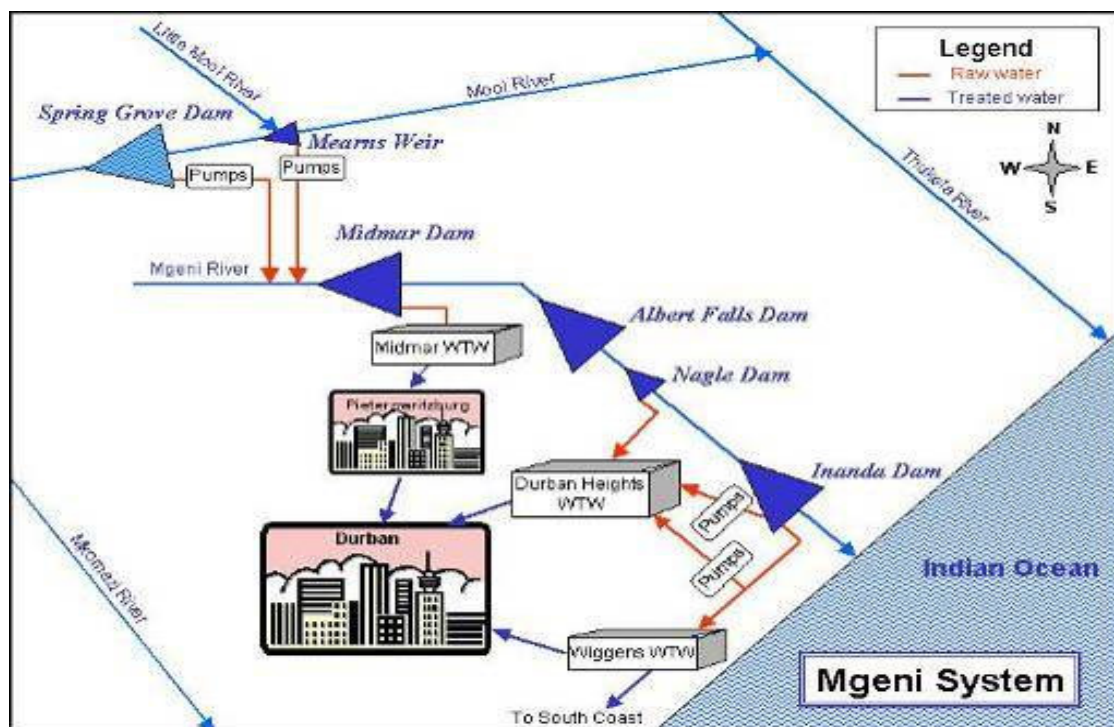 Legend
Raw water
Treated water
N
W
E
S
Little Mooi River
Mooi River
Spring Grove Dam
Mearns Weir
Pumps
Pumps
Thukela River
Midmar Dam
Mgeni River
Albert Falls Dam
Midmar WTW
Nagle Dam
Pietermaritzburg
Inanda Dam
Durban Heights
WTW
Pumps
Durban
Pumps
Mkomazi River
Indian Ocean
Wiggens WTW
Mgeni System
To South Coast